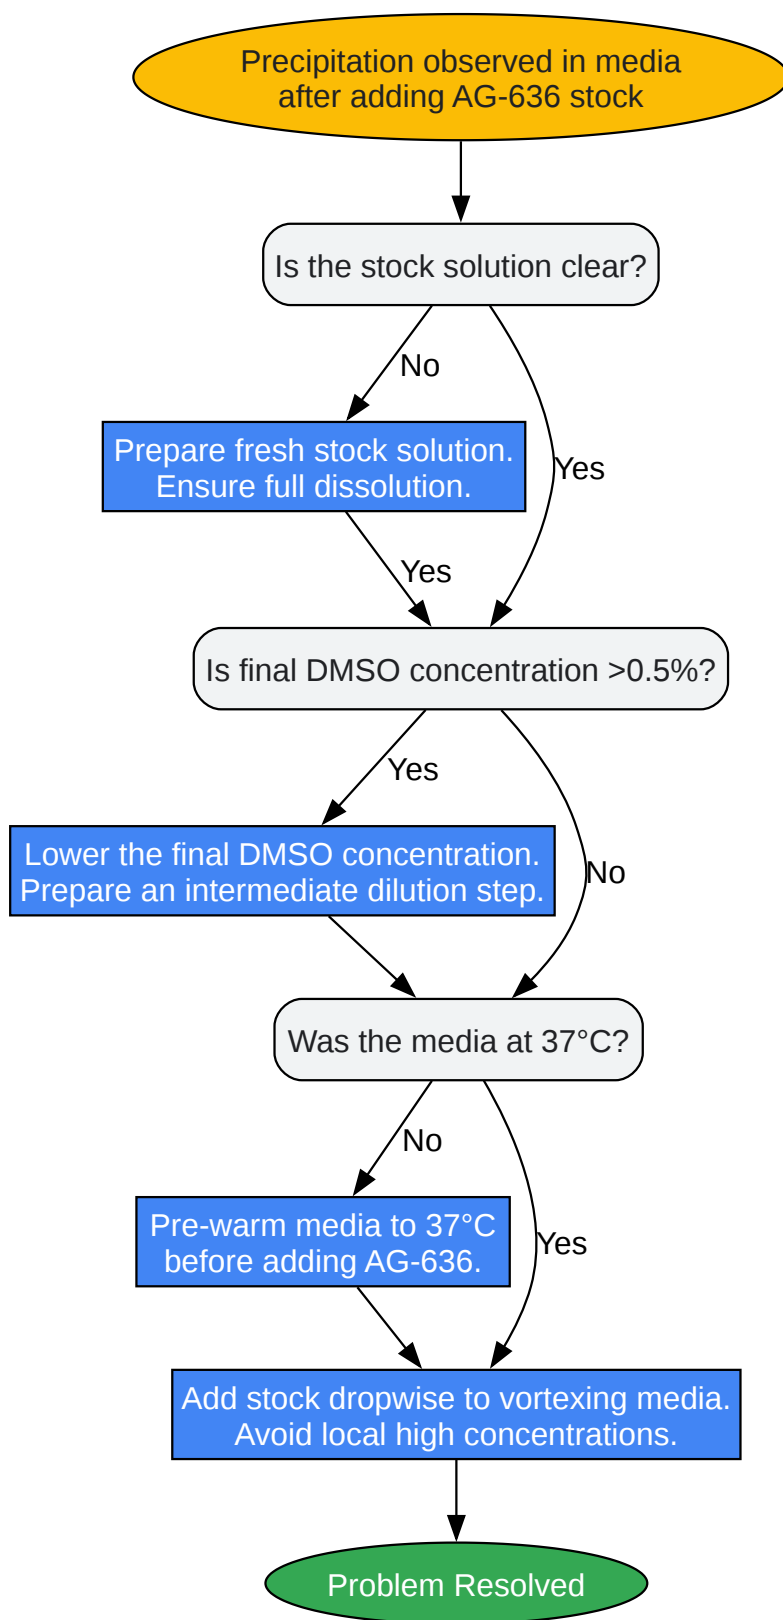 Precipitation observed in media
after adding AG-636 stock
Is the stock solution clear?
No
Prepare fresh stock solution.
Ensure full dissolution.
Yes
Yes
Is final DMSO concentration >0.5%?
Yes
Lower the final DMSO concentration.
Prepare an intermediate dilution step.
No
Was the media at 37°C?
No
Pre-warm media to 37°C
before adding AG-636.
Yes
Add stock dropwise to vortexing media.
Avoid local high concentrations.
Problem Resolved